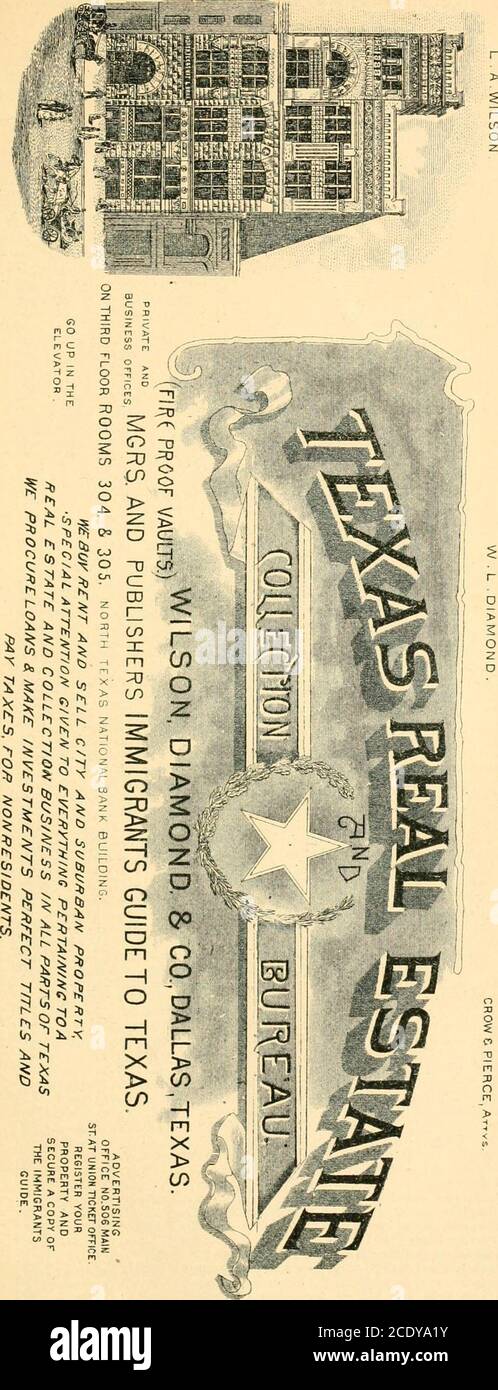 L. A. WILSON
W. L. DIAMOND.
CROW & PIERCE, ATTYS.
TEXAS REAL ESTATE
AND
COLLECTION BUREAU.
(FIRE PROOF VAULTS.) WILSON, DIAMOND. & CO., DALLAS, TEXAS.
PRIVATE AND
BUSINESS OFFICES,
MGRS, AND PUBLISHERS IMMIGRANTS GUIDE TO TEXAS.
ON THIRD FLOOR ROOMS 304. & 305. NORTH TEXAS NATIONAL BANK BUILDING.
GO UP IN THE
ELEVATOR.
WE BUY RENT AND SELL CITY AND SUBURBAN PROPERTY,
SPECIAL ATTENTION GIVEN TO EVERYTHING PERTAINING TO A
REAL ESTATE AND COLLECTION BUSINESS IN ALL PARTS OF TEXAS
WE PROCURE LOANS & MAKE INVESTMENTS PERFECT TITLES AND
PAY TAXES, FOR NONRESIDENTS.
ADVERTISING
OFFICE NO. 506 MAIN
ST. AT UNION TICKET OFFICE.
REGISTER YOUR
PROPERTY AND
SECURE A COPY OF
THE IMMIGRANTS
GUIDE.
alamy
alamy
Image ID: 2CDYA1Y
www.alamy.com